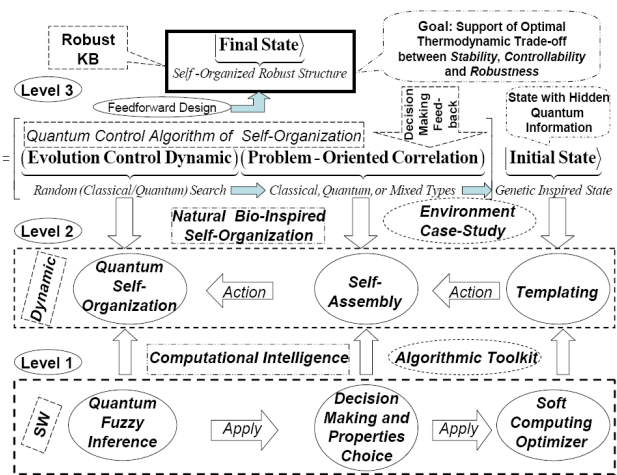 Robust
KB
|Final State⟩
Self-Organized Robust Structure
Goal: Support of Optimal
Thermodynamic Trade-off
between Stability, Controllability
and Robustness
Level 3
Feedforward Design
Decision
Making
Feed-
back
State with Hidden
Quantum
Information
Quantum Control Algorithm of Self-Organization
= (Evolution Control Dynamic)(Problem - Oriented Correlation) |Initial State⟩
Random (Classical/Quantum) Search
Classical, Quantum, or Mixed Types
Genetic Inspired State
Natural Bio-Inspired
Self-Organization
Environment
Case-Study
Level 2
Dynamic
Quantum
Self-
Organization
Action
Self-
Assembly
Action
Templating
Level 1
Computational Intelligence
Algorithmic Toolkit
SW
Quantum
Fuzzy
Inference
Apply
Decision
Making and
Properties
Choice
Apply
Soft
Computing
Optimizer